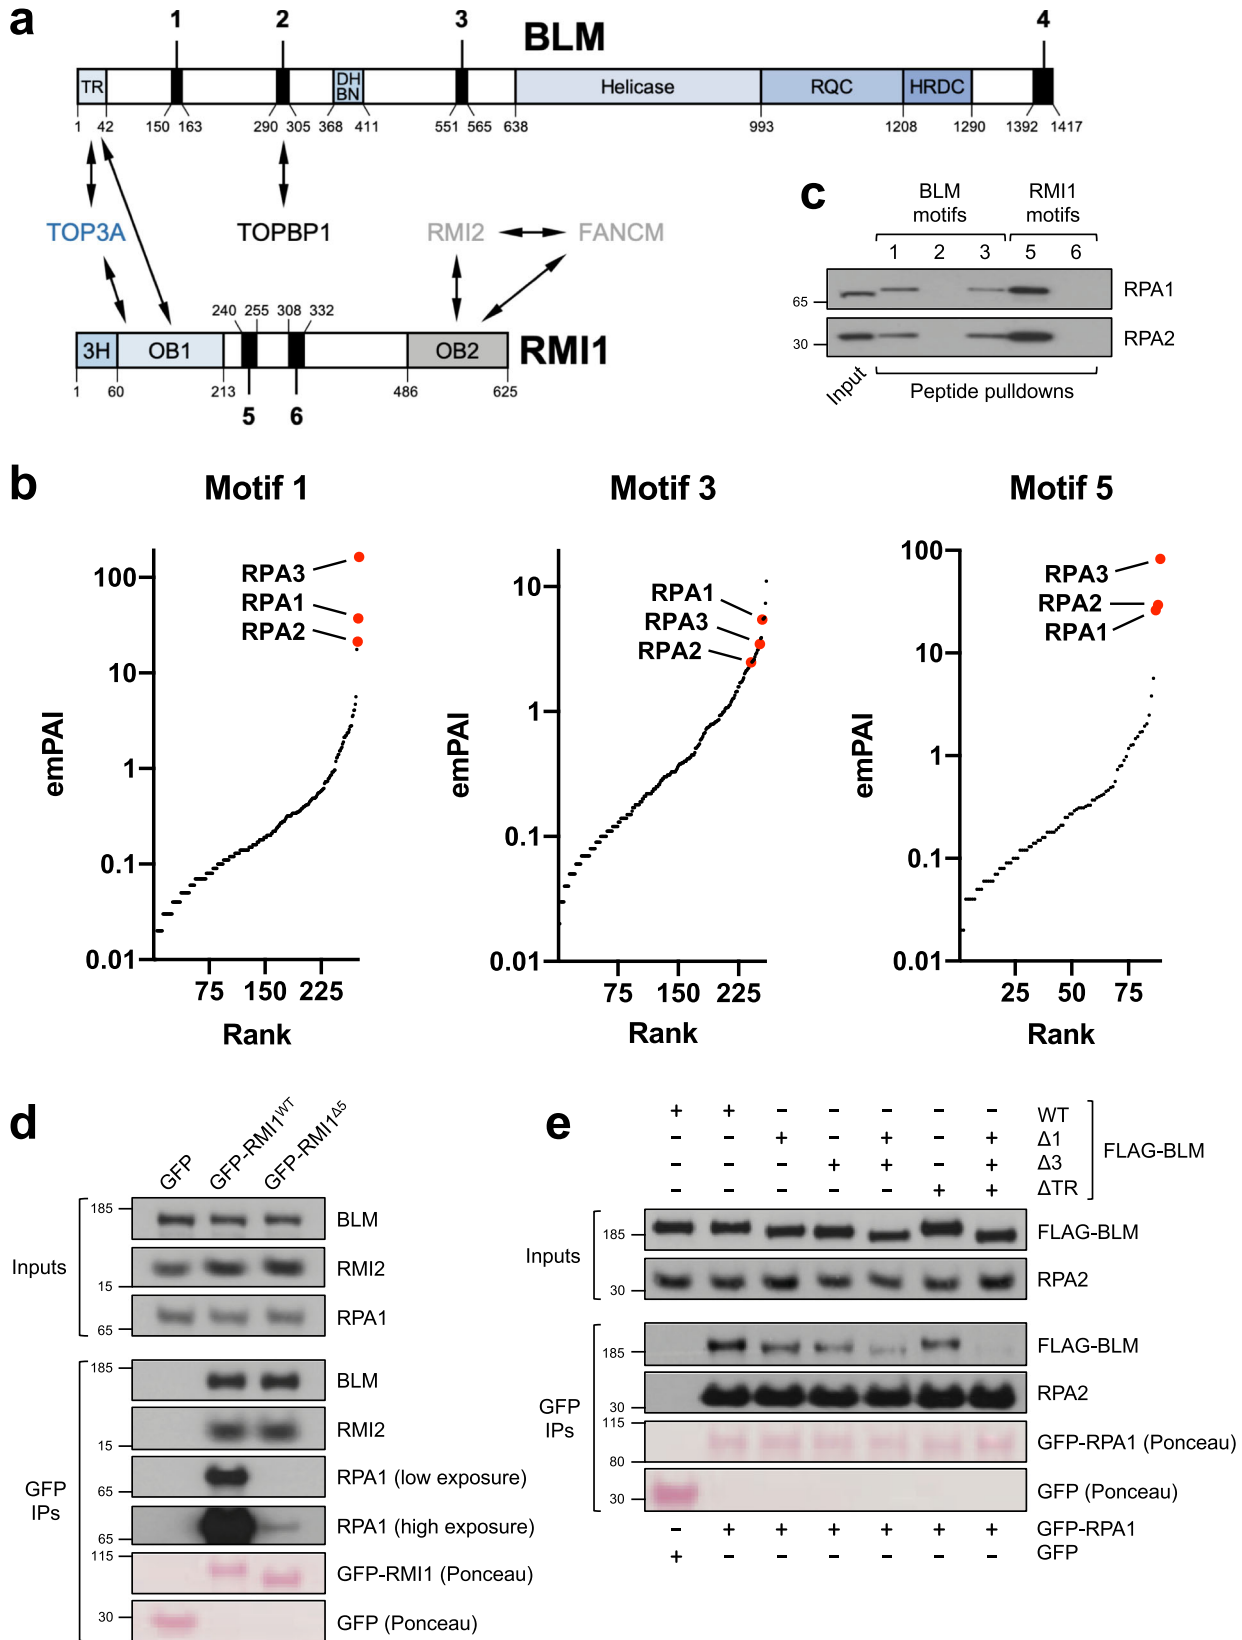 a
1 2 3 4
BLM
TR DH BN Helicase RQC HRDC
1 42 150 163 290 305 368 411 551 565 638 993 1208 1290 1392 1417
TOP3A TOPBP1 RMI2 FANCM
240 255 308 332
3H OB1 OB2 RMI1
1 60 213 486 625
5 6
c
BLM motifs
RMI1 motifs
1 2 3 5 6
65 RPA1
30 RPA2
Input Peptide pulldowns
b
Motif 1
RPA3
RPA1
RPA2
100
10
1
0.1
0.01
emPAI
75 150 225
Rank
Motif 3
RPA1
RPA3
RPA2
10
1
0.1
0.01
emPAI
75 150 225
Rank
Motif 5
RPA3
RPA2
RPA1
100
10
1
0.1
0.01
emPAI
25 50 75
Rank
d
GFP GFP-RMI1WT GFP-RMI1Δ5
Inputs
185 BLM
15 RMI2
65 RPA1
GFP IPs
185 BLM
15 RMI2
65 RPA1 (low exposure)
65 RPA1 (high exposure)
115 GFP-RMI1 (Ponceau)
30 GFP (Ponceau)
e
+ + – – – – – WT
– – + – + – + Δ1
– – – + + – + Δ3
– – – – – + + ΔTR
FLAG-BLM
Inputs
185 FLAG-BLM
30 RPA2
GFP IPs
185 FLAG-BLM
30 RPA2
115 80 GFP-RPA1 (Ponceau)
30 GFP (Ponceau)
– + + + + + + GFP-RPA1
+ – – – – – – GFP